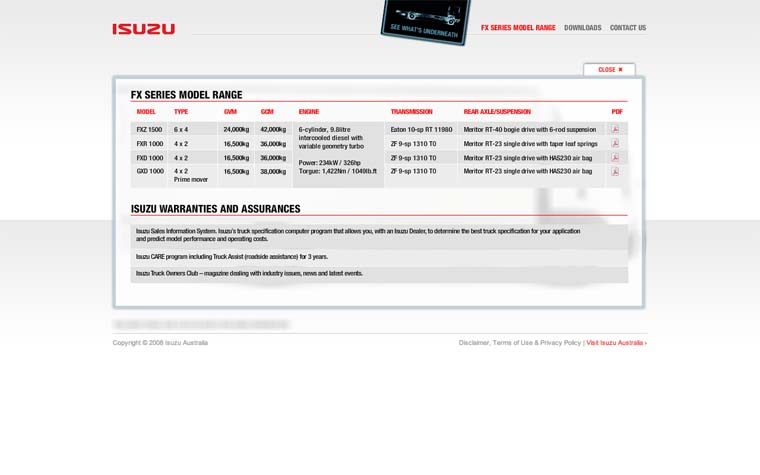 ISUZU
SEE WHAT'S UNDERNEATH
FX SERIES MODEL RANGE DOWNLOADS CONTACT US
CLOSE ✖
FX SERIES MODEL RANGE
MODEL TYPE GVM GCM ENGINE TRANSMISSION REAR AXLE/SUSPENSION PDF
FXZ 1500 6 x 4 24,000kg 42,000kg 6-cylinder, 9.8litre Eaton 10-sp RT 11980 Meritor RT-40 bogie drive with 6-rod suspension
intercooled diesel with
FXR 1000 4 x 2 16,500kg 36,000kg variable geometry turbo ZF 9-sp 1310 T0 Meritor RT-23 single drive with taper leaf springs
FXD 1000 4 x 2 16,500kg 36,000kg Power: 234kW / 326hp ZF 9-sp 1310 T0 Meritor RT-23 single drive with HAS230 air bag
GXD 1000 4 x 2 16,500kg 38,000kg Torgue: 1,422Nm / 1049lb.ft ZF 9-sp 1310 T0 Meritor RT-23 single drive with HAS230 air bag
Prime mover
ISUZU WARRANTIES AND ASSURANCES
Isuzu Sales Information System. Isuzu's truck specification computer program that allows you, with an Isuzu Dealer, to determine the best truck specification for your application
and predict model performance and operating costs.
Isuzu CARE program including Truck Assist (roadside assistance) for 3 years.
Isuzu Truck Owners Club – magazine dealing with industry issues, news and latest events.
Copyright © 2008 Isuzu Australia Disclaimer, Terms of Use & Privacy Policy | Visit Isuzu Australia ›